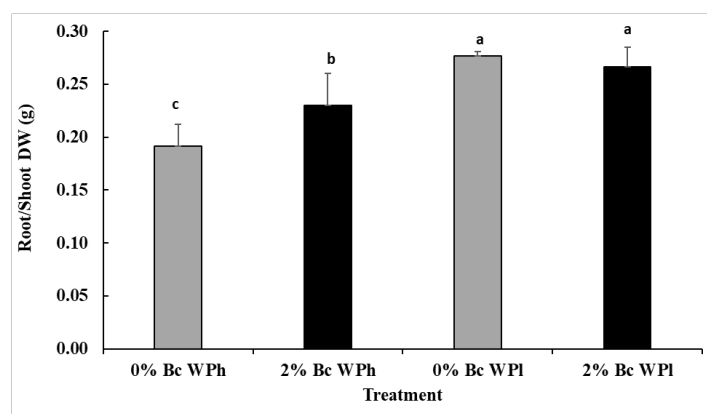 Root/Shoot DW (g)
0.30
0.25
0.20
0.15
0.10
0.05
0.00
c
b
a
a
0% Bc WPh
2% Bc WPh
0% Bc WPl
2% Bc WPl
Treatment